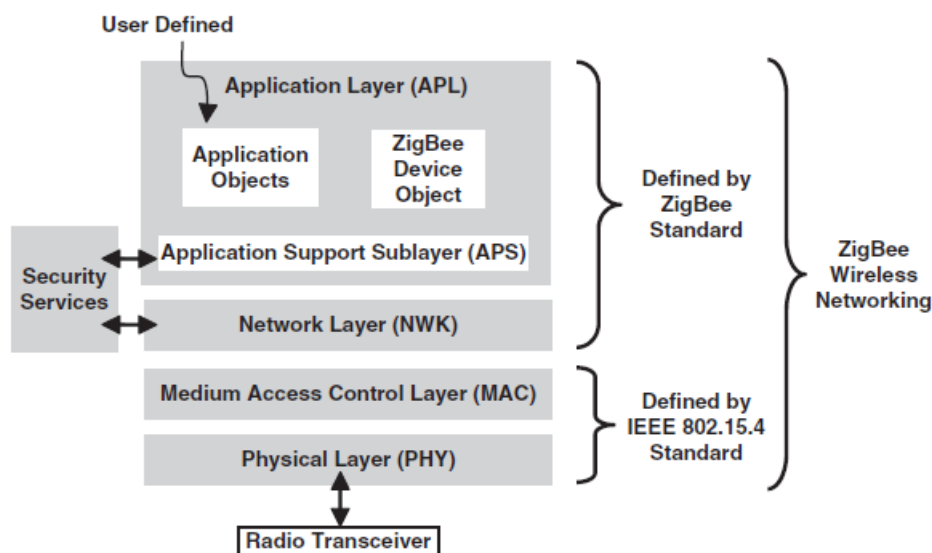 User Defined
Application Layer (APL)
Application
Objects
ZigBee
Device
Object
Application Support Sublayer (APS)
Security
Services
Network Layer (NWK)
Medium Access Control Layer (MAC)
Physical Layer (PHY)
Radio Transceiver
Defined by
ZigBee
Standard
Defined by
IEEE 802.15.4
Standard
ZigBee
Wireless
Networking